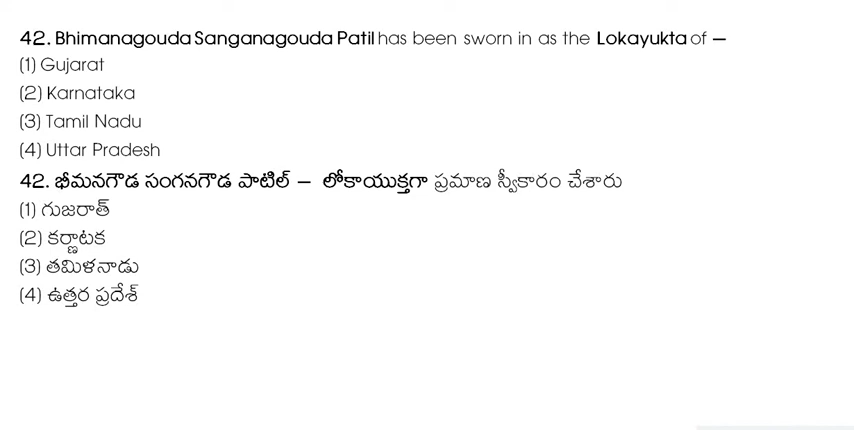 42. Bhimanagouda Sanganagouda Patil has been sworn in as the Lokayukta of –
(1) Gujarat
(2) Karnataka
(3) Tamil Nadu
(4) Uttar Pradesh
42. భీమనగౌడ సంగనగౌడ పాటిల్ – లోకాయుక్తగా ప్రమాణ స్వీకారం చేశారు
(1) గుజరాత్
(2) కర్ణాటక
(3) తమిళనాడు
(4) ఉత్తర ప్రదేశ్